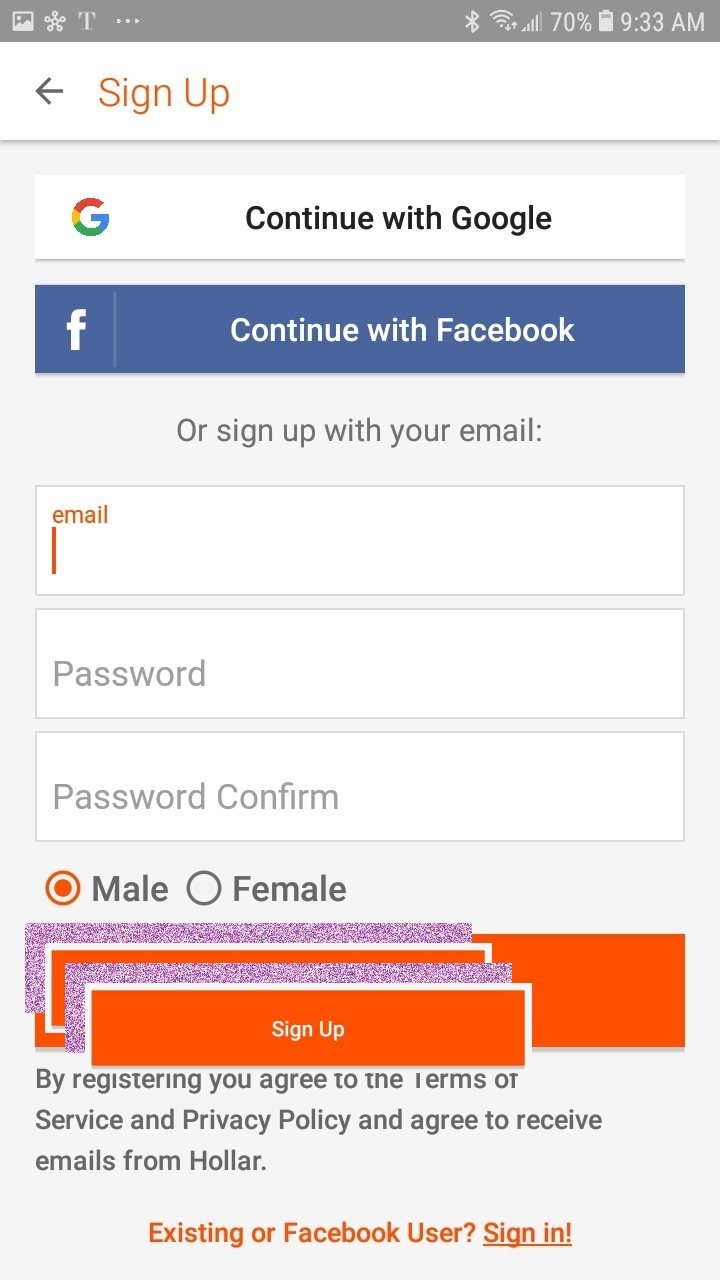 T ... 70% 9:33 AM
Sign Up
Continue with Google
f Continue with Facebook
Or sign up with your email:
email
Password
Password Confirm
Male Female
Sign Up
By registering you agree to the Terms of
Service and Privacy Policy and agree to receive
emails from Hollar.
Existing or Facebook User? Sign in!